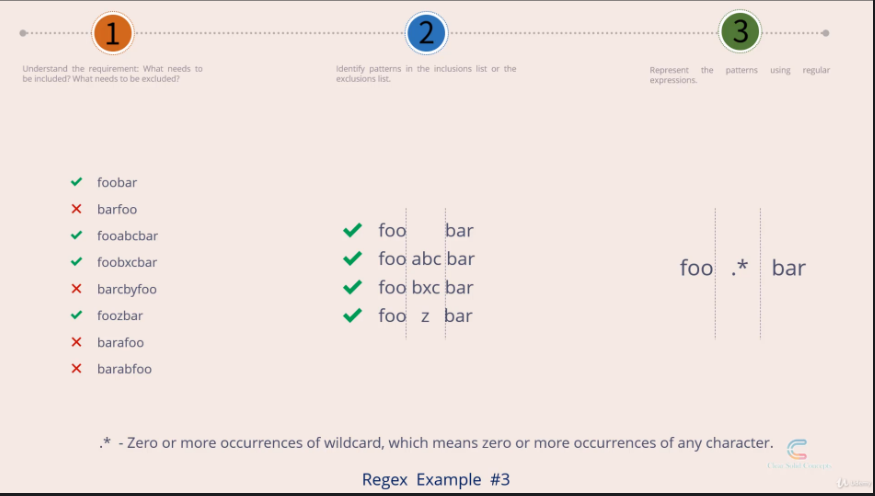 1
2
3
Understand the requirement: What needs to
be included? What needs to be excluded?
Identify patterns in the inclusions list or the
exclusions list.
Represent the patterns using regular
expressions.
foobar
barfoo
fooabcbar
foobxcbar
barcbyfoo
foozbar
barafoo
barabfoo
foo bar
foo abc bar
foo bxc bar
foo z bar
foo .* bar
.* - Zero or more occurrences of wildcard, which means zero or more occurrences of any character.
Regex Example #3